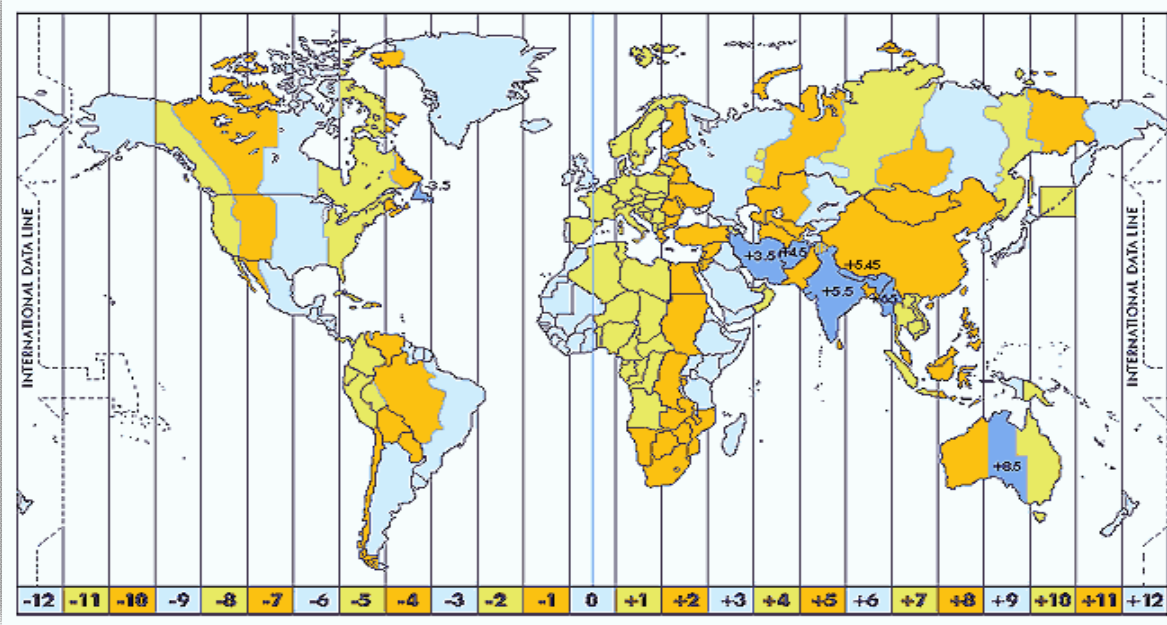 -3.5
+3.5
+4.5
+5.45
+5.5
+6.5
INTERNATIONAL DATA LINE
INTERNATIONAL DATA LINE
+8.5
-12 -11 -10 -9 -8 -7 -6 -5 -4 -3 -2 -1 0 +1 +2 +3 +4 +5 +6 +7 +8 +9 +10 +11 +12